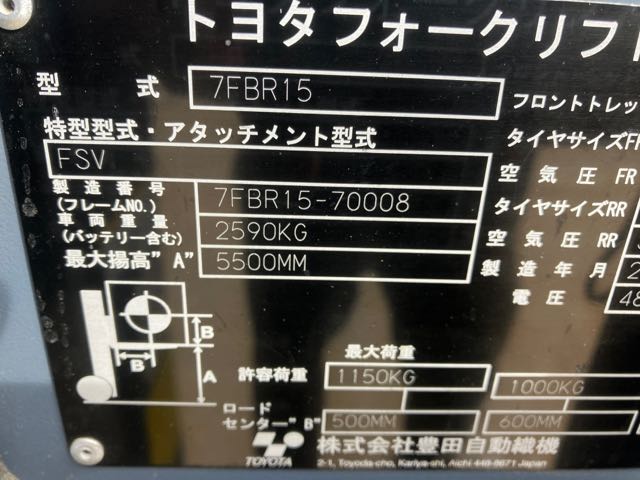 トヨタフォークリフト
型式 7FBR15
フロントトレッ
特型型式・アタッチメント型式
タイヤサイズFR
FSV
空気圧 FR
製造番号
(フレームNO.) 7FBR15-70008
タイヤサイズRR
車両重量
(バッテリー含む) 2590KG
空気圧 RR
最大揚高"A" 5500MM
製造年月 2
電圧 48
B
B
A
最大荷重
許容荷重 1150KG 1000KG
ロード
センター"B" 500MM 600MM
TOYOTA
株式会社豊田自動織機
2-1, Toyoda-cho, Kariya-shi, Aichi 448-8671 Japan